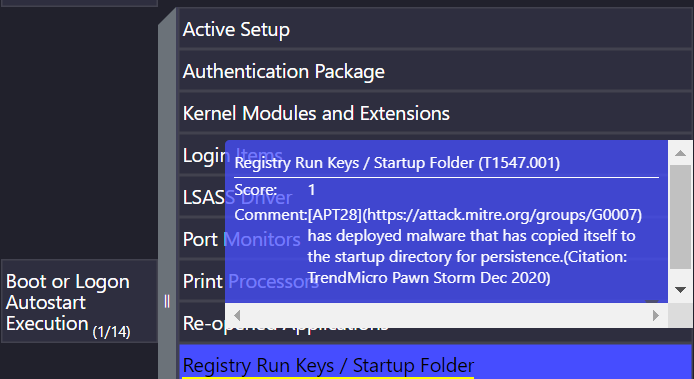 Active Setup
Authentication Package
Kernel Modules and Extensions
Login Items
Registry Run Keys / Startup Folder (T1547.001)
Score: 1
LSASS Driver
Comment:[APT28](https://attack.mitre.org/groups/G0007)
has deployed malware that has copied itself to
Port Monitors
the startup directory for persistence.(Citation:
TrendMicro Pawn Storm Dec 2020)
Print Processors
Boot or Logon
Autostart
Execution (1/14)
Re-opened Applications
Registry Run Keys / Startup Folder